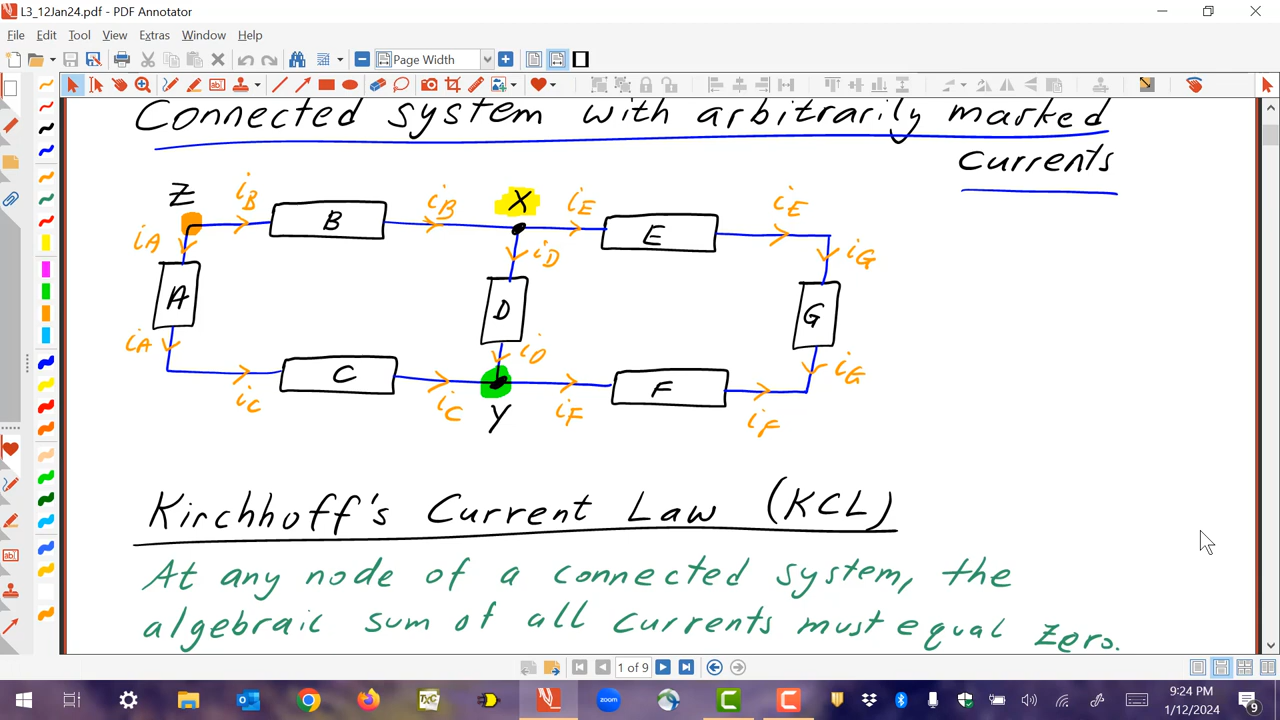 L3_12Jan24.pdf - PDF Annotator
File Edit Tool View Extras Window Help
Page Width
Connected system with arbitrarily marked
currents
Z iB iB X iE iE
B E
iA iD iG
A D G
iA iD iG
C F
iC iC Y iF iF
Kirchhoff's Current Law (KCL)
At any node of a connected system, the
algebraic sum of all currents must equal zero.
1 of 9
zoom
9:24 PM
1/12/2024
9